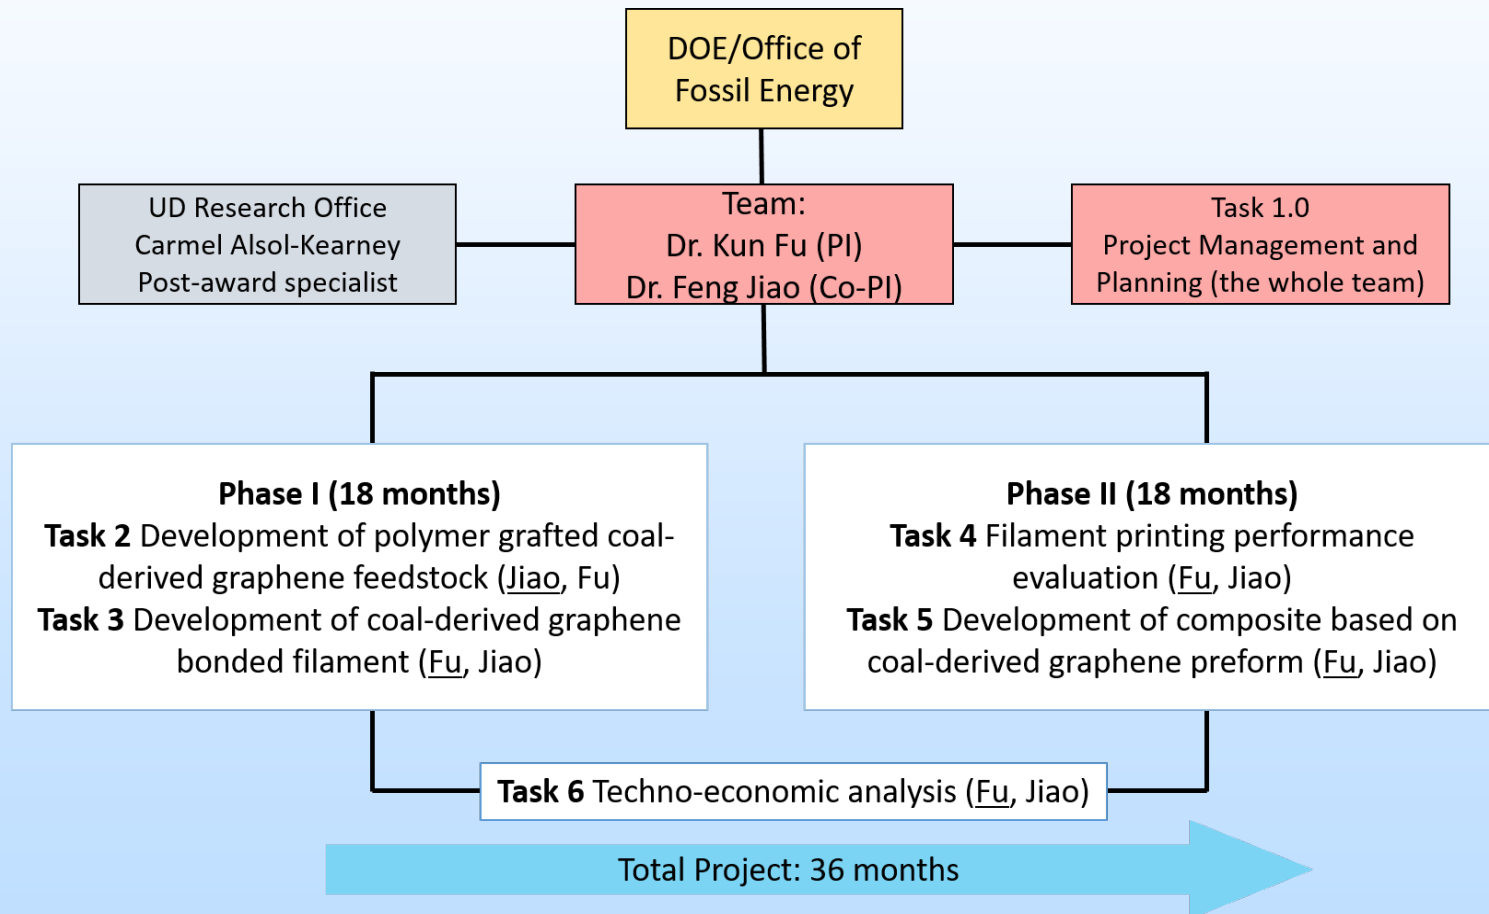 DOE/Office of
Fossil Energy
UD Research Office
Carmel Alsol-Kearney
Post-award specialist
Team:
Dr. Kun Fu (PI)
Dr. Feng Jiao (Co-PI)
Task 1.0
Project Management and
Planning (the whole team)
Phase I (18 months)
Task 2 Development of polymer grafted coal-
derived graphene feedstock (Jiao, Fu)
Task 3 Development of coal-derived graphene
bonded filament (Fu, Jiao)
Phase II (18 months)
Task 4 Filament printing performance
evaluation (Fu, Jiao)
Task 5 Development of composite based on
coal-derived graphene preform (Fu, Jiao)
Task 6 Techno-economic analysis (Fu, Jiao)
Total Project: 36 months